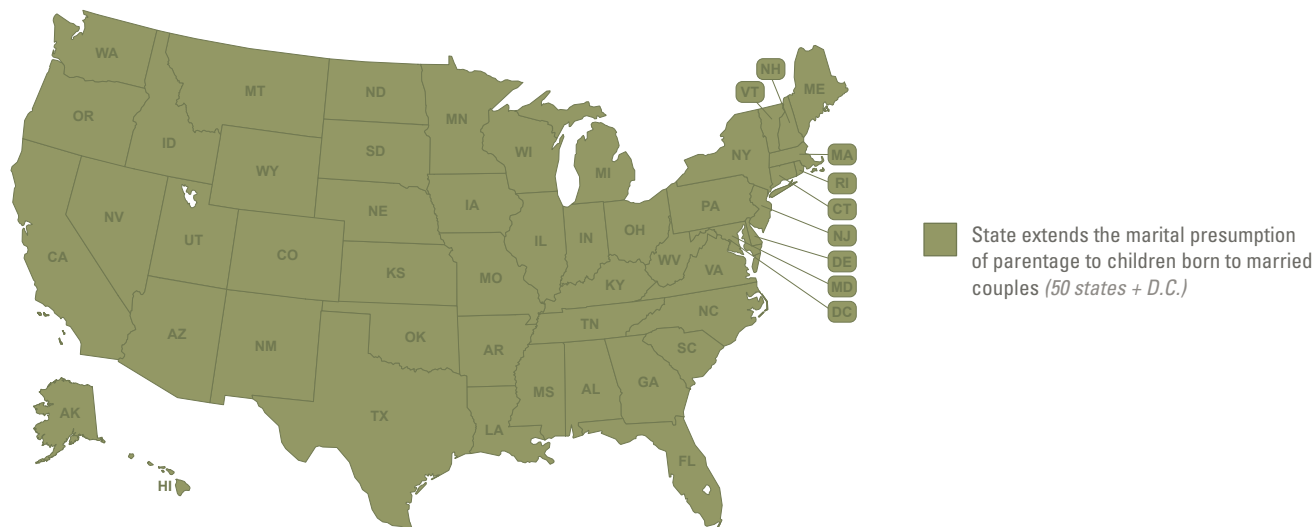 WA
MT
ND
MN
OR
ID
WY
SD
WI
MI
NY
VT
NH
ME
MA
RI
CT
NJ
DE
MD
DC
NV
UT
CO
NE
IA
IL
IN
OH
PA
WV
VA
CA
KS
MO
KY
AZ
NM
OK
AR
TN
NC
SC
TX
LA
MS
AL
GA
FL
AK
HI
State extends the marital presumption
of parentage to children born to married
couples (50 states + D.C.)